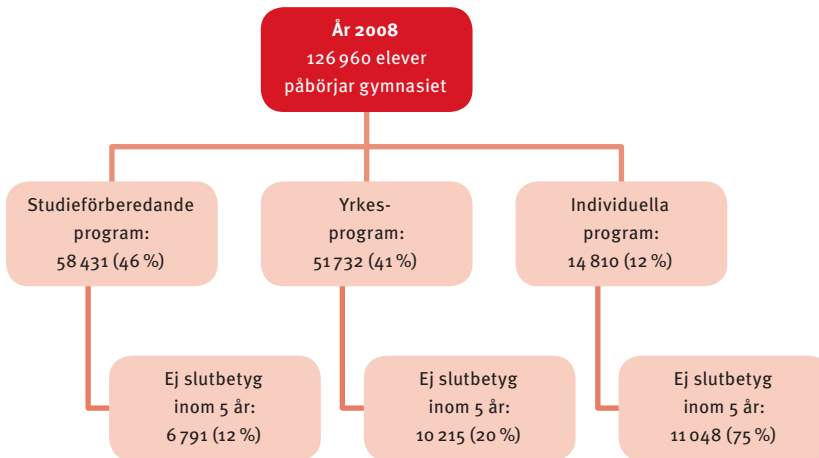 År 2008
126 960 elever
påbörjar gymnasiet
Studieförberedande
program:
58 431 (46 %)
Yrkes-
program:
51 732 (41 %)
Individuella
program:
14 810 (12 %)
Ej slutbetyg
inom 5 år:
6 791 (12 %)
Ej slutbetyg
inom 5 år:
10 215 (20 %)
Ej slutbetyg
inom 5 år:
11 048 (75 %)